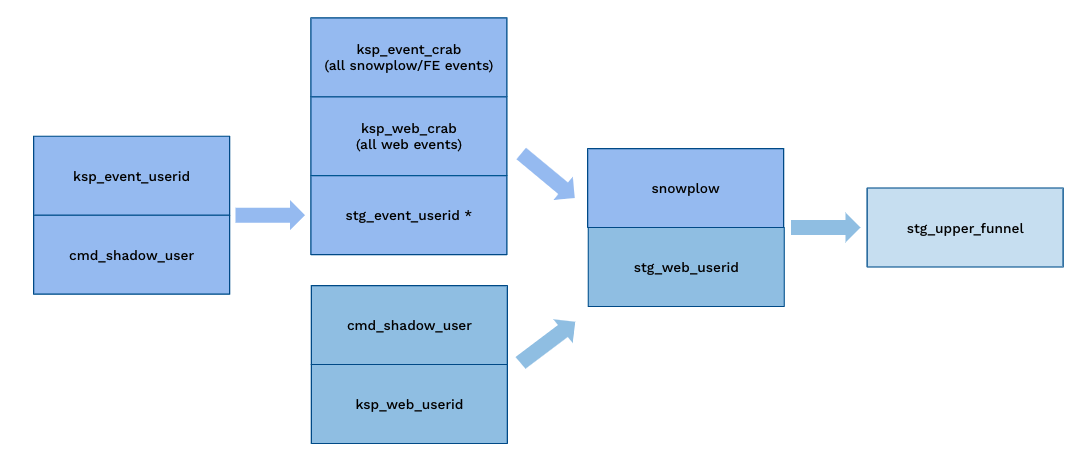 ksp_event_userid
cmd_shadow_user
ksp_event_crab
(all snowplow/FE events)
ksp_web_crab
(all web events)
stg_event_userid *
cmd_shadow_user
ksp_web_userid
snowplow
stg_web_userid
stg_upper_funnel